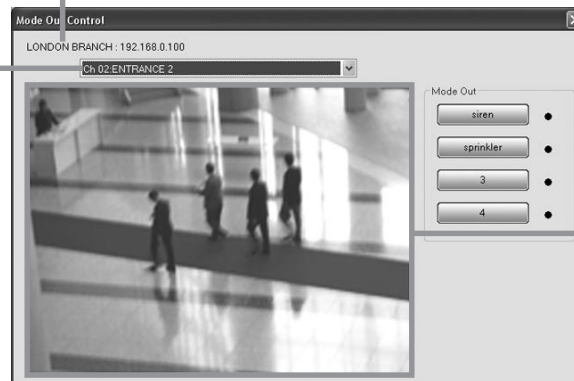 Mode Out Control
LONDON BRANCH : 192.168.0.100
Ch 02:ENTRANCE 2
Mode Out
siren
sprinkler
3
4